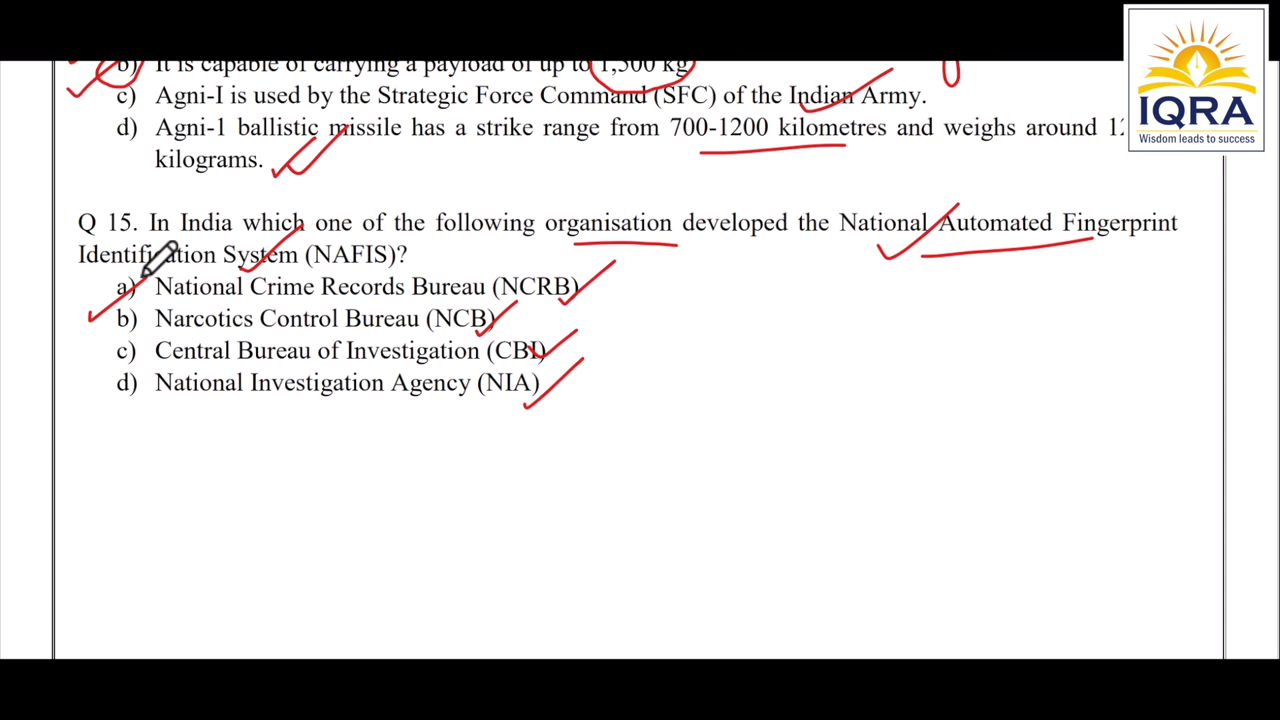 b) It is capable of carrying a payload of up to 1,500 kg
c) Agni-I is used by the Strategic Force Command (SFC) of the Indian Army.
d) Agni-1 ballistic missile has a strike range from 700-1200 kilometres and weighs around
kilograms.
Q 15. In India which one of the following organisation developed the National Automated Fingerprint
Identification System (NAFIS)?
a) National Crime Records Bureau (NCRB)
b) Narcotics Control Bureau (NCB)
c) Central Bureau of Investigation (CBI)
d) National Investigation Agency (NIA)
IQRA
Wisdom leads to success